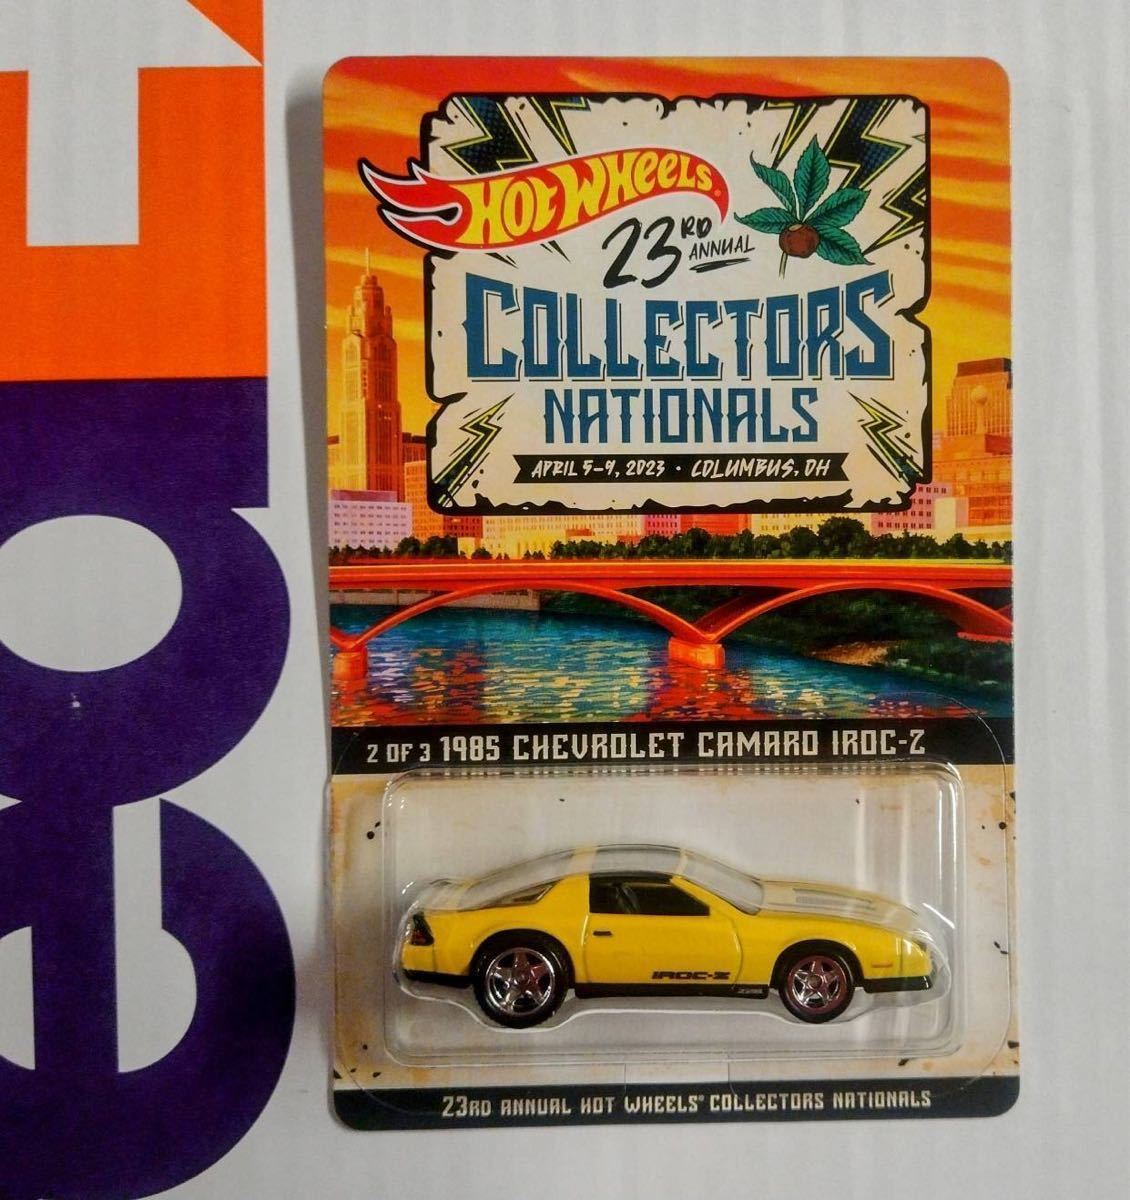 HOT WHEELS
23RD
ANNUAL
COLLECTORS
NATIONALS
APRIL 5-9, 2023 · COLUMBUS, OH
2 OF 3 1985 CHEVROLET CAMARO IROC-Z
IROC-Z
23RD ANNUAL HOT WHEELS® COLLECTORS NATIONALS